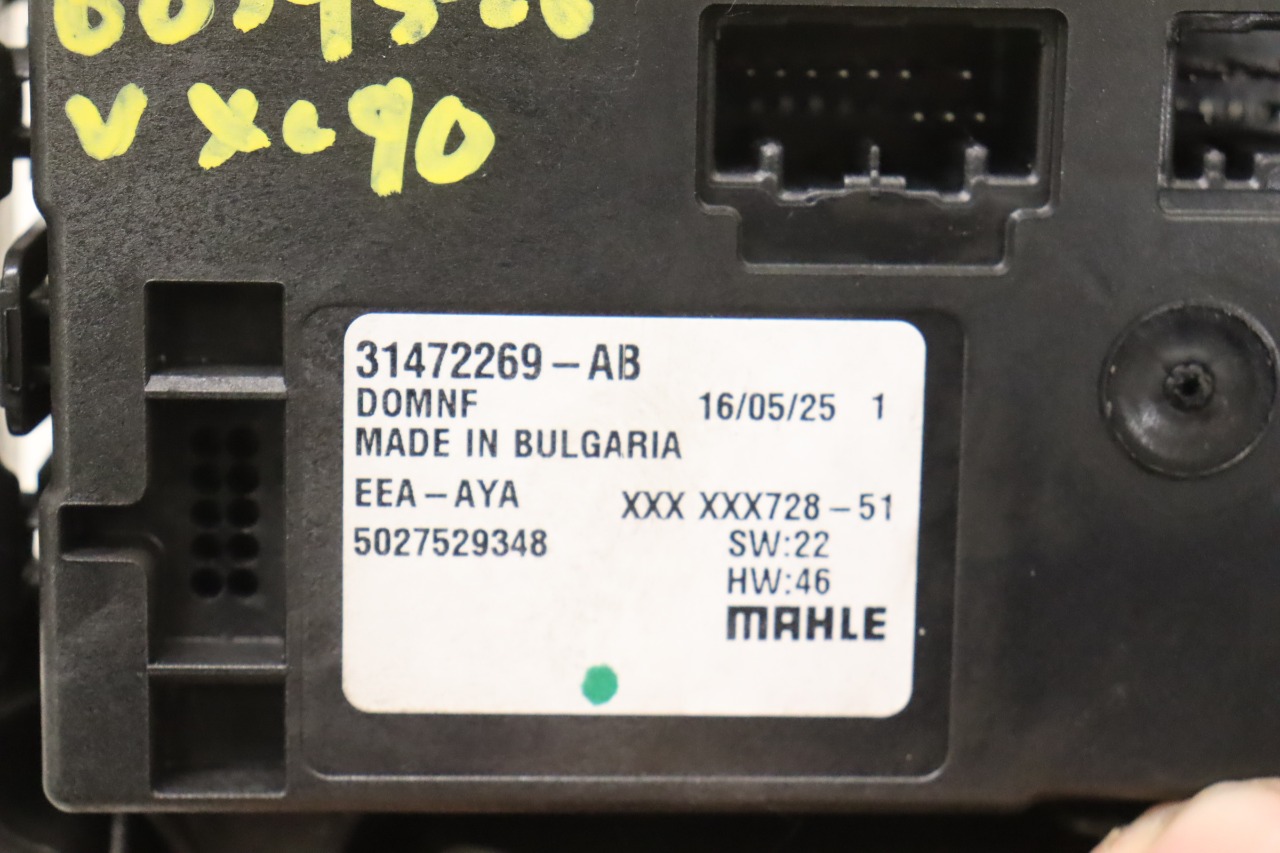 V XC90
31472269-AB
DOMNF 16/05/25 1
MADE IN BULGARIA
EEA-AYA XXX XXX728-51
5027529348 SW:22
HW:46
MAHLE